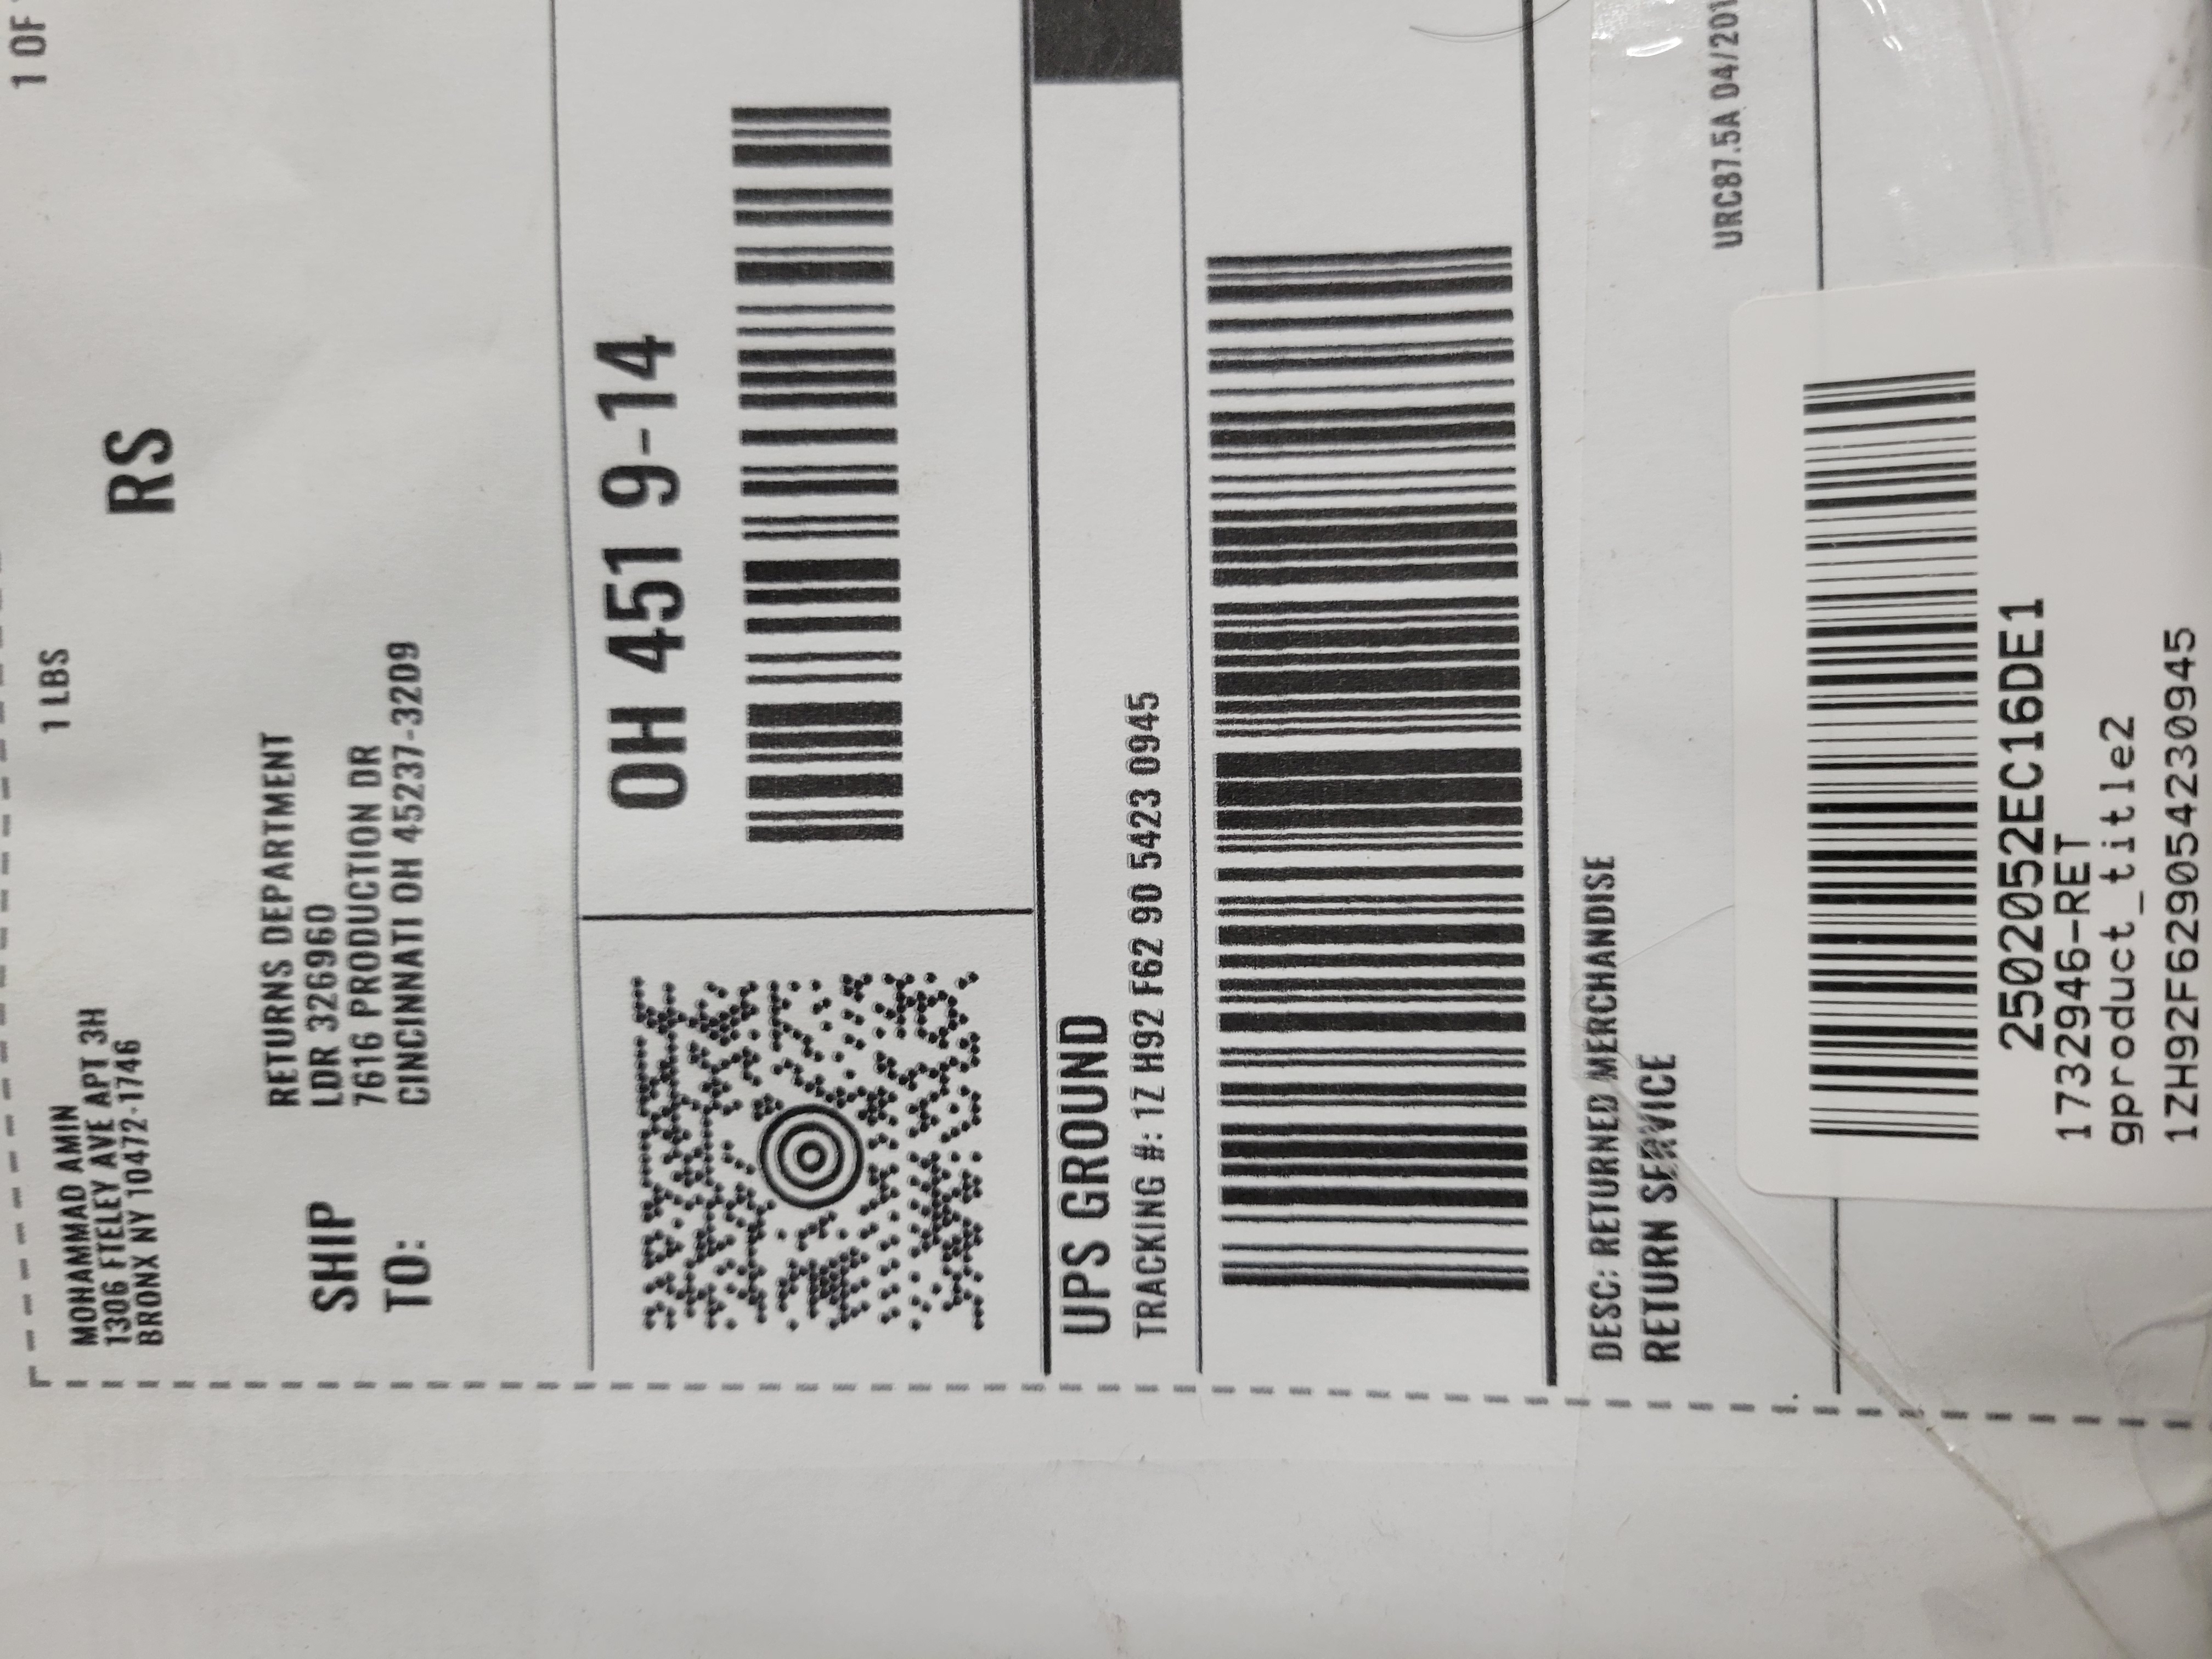 MOHAMMAD AMIN
1306 FTELEY AVE APT 3H
BRONX NY 10472-1746
1 LBS
1 OF
RS
SHIP
TO:
RETURNS DEPARTMENT
LDR 326960
7616 PRODUCTION DR
CINCINNATI OH 45237-3209
OH 451 9-14
UPS GROUND
TRACKING #: 1Z H92 F62 90 5423 0945
DESC: RETURNED MERCHANDISE
RETURN SERVICE
URC87.5A 04/201
2502052EC16DE1
1732946-RET
gproduct_title2
1ZH92F629054230945